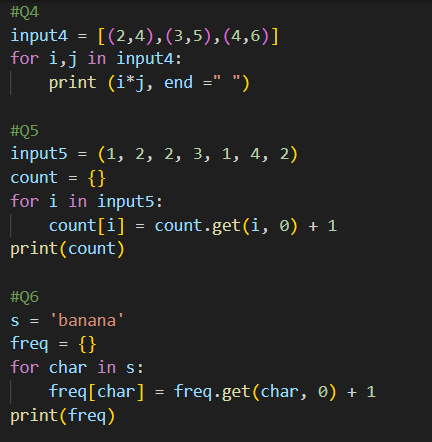 #Q4
input4 = [(2,4),(3,5),(4,6)]
for i,j in input4:
    print (i*j, end =" ")

#Q5
input5 = (1, 2, 2, 3, 1, 4, 2)
count = {}
for i in input5:
    count[i] = count.get(i, 0) + 1
print(count)

#Q6
s = 'banana'
freq = {}
for char in s:
    freq[char] = freq.get(char, 0) + 1
print(freq)